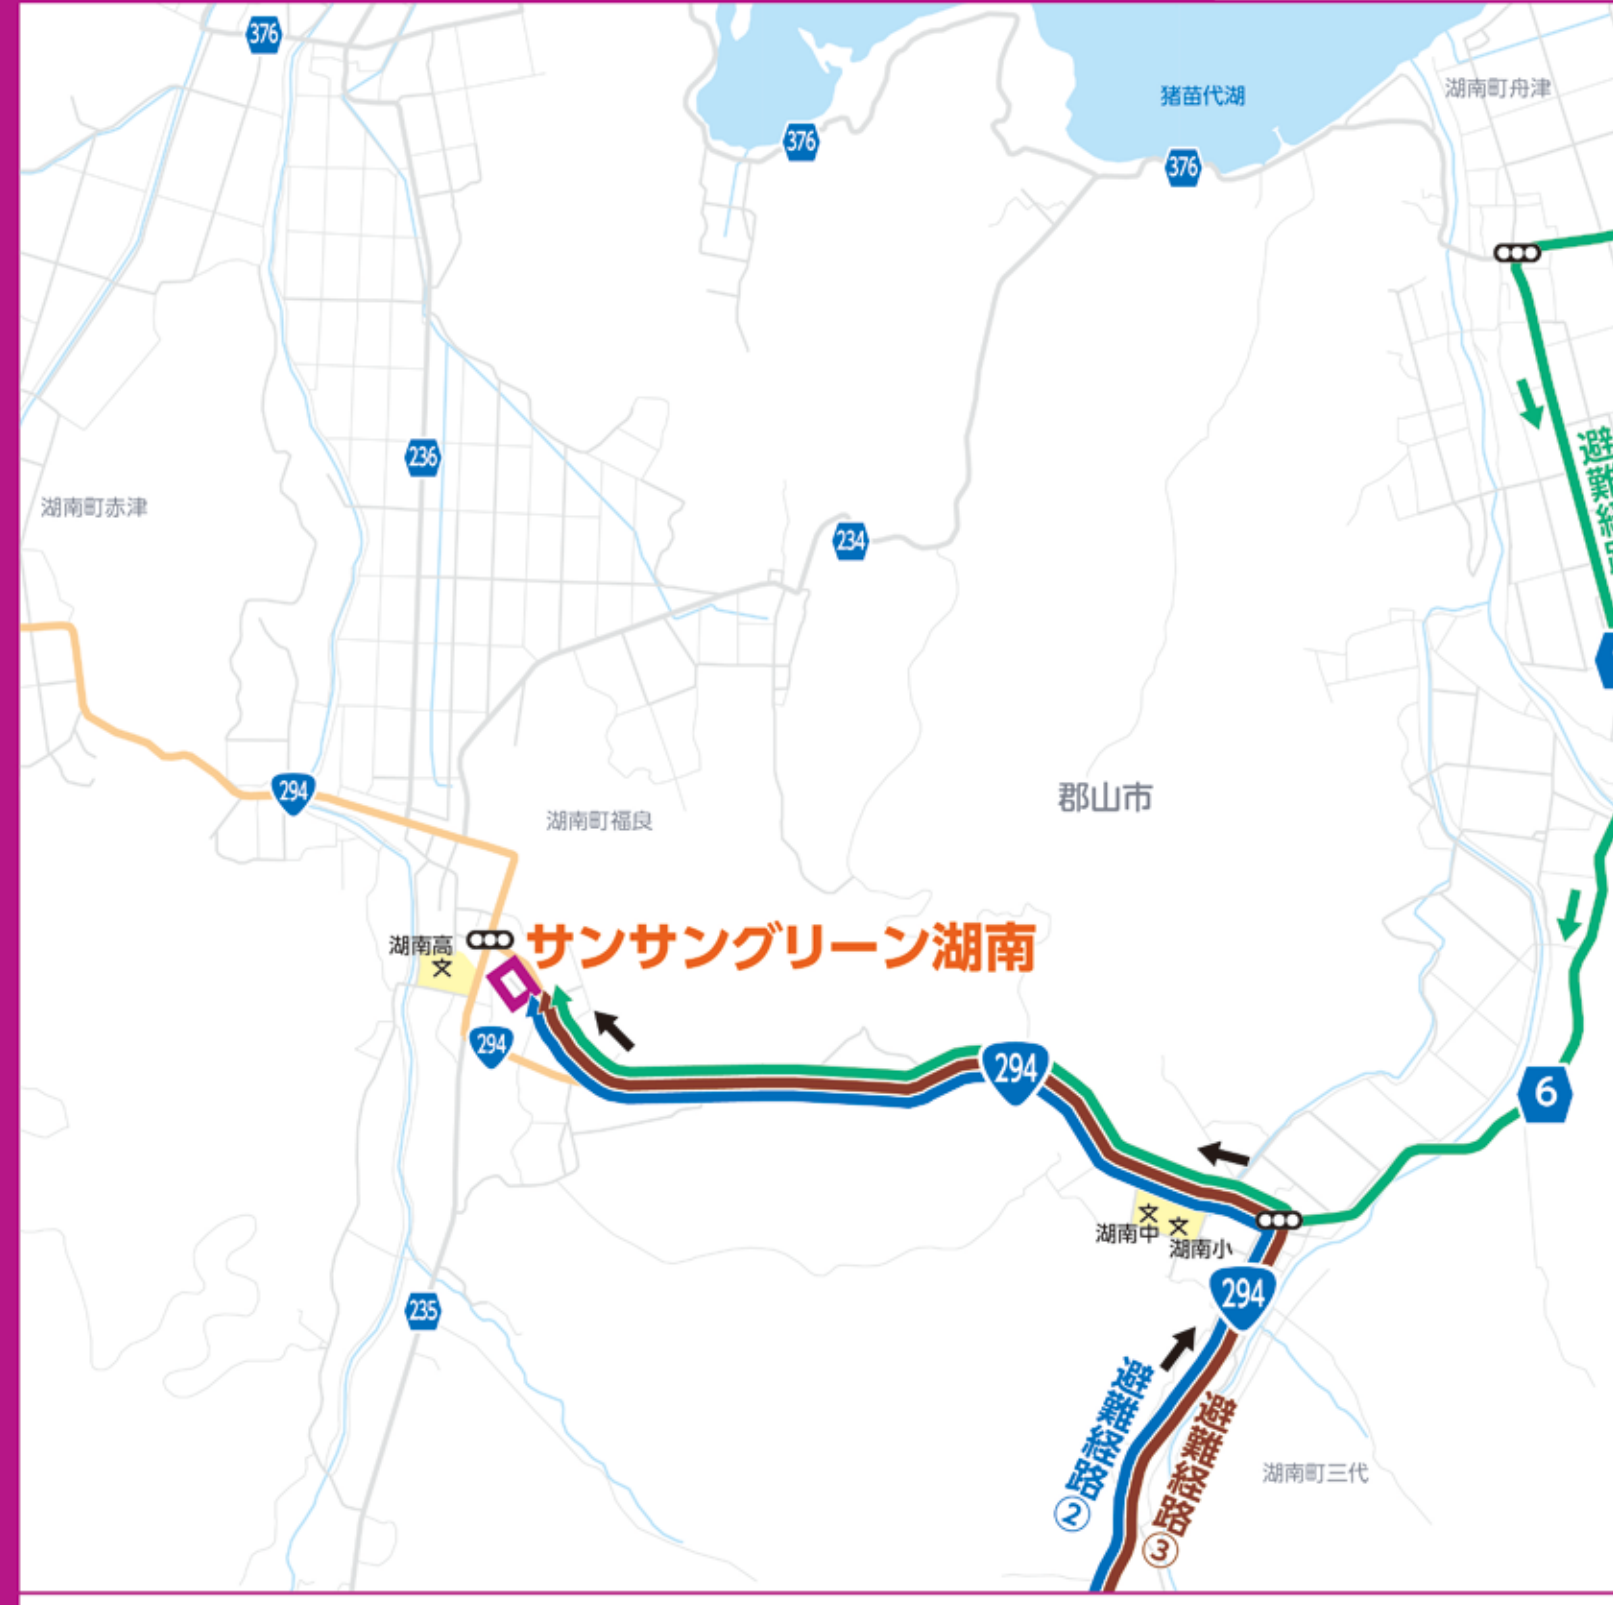 376
猪苗代湖
湖南町舟津
376
376
236
湖南町赤津
避難経路
234
294
湖南町福良
郡山市
湖南高
サンサングリーン湖南
294
294
6
湖南中
湖南小
294
235
避難経路②
避難経路③
湖南町三代